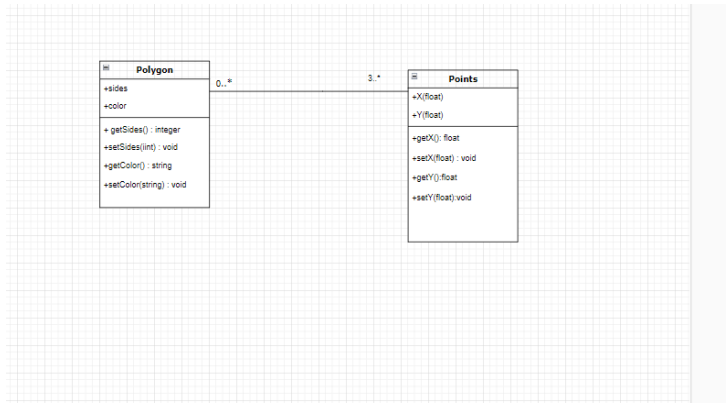 Polygon
+sides
+color
+ getSides() : integer
+setSides(iint) : void
+getColor() : string
+setColor(string) : void
0..*
3..*
Points
+X(float)
+Y(float)
+getX(): float
+setX(float) : void
+getY():float
+setY(float):void